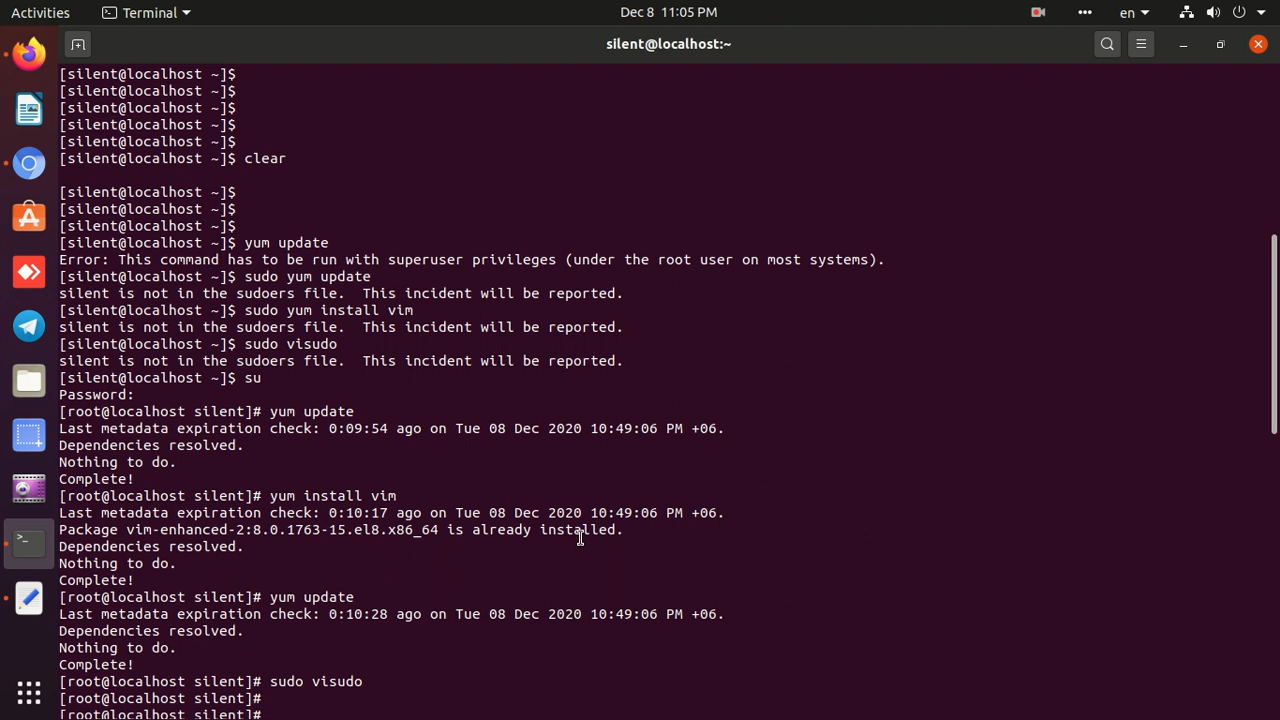 Activities Terminal Dec 8 11:05 PM en
silent@localhost:~
[silent@localhost ~]$
[silent@localhost ~]$
[silent@localhost ~]$
[silent@localhost ~]$
[silent@localhost ~]$
[silent@localhost ~]$ clear
[silent@localhost ~]$
[silent@localhost ~]$
[silent@localhost ~]$
[silent@localhost ~]$ yum update
Error: This command has to be run with superuser privileges (under the root user on most systems).
[silent@localhost ~]$ sudo yum update
silent is not in the sudoers file.  This incident will be reported.
[silent@localhost ~]$ sudo yum install vim
silent is not in the sudoers file.  This incident will be reported.
[silent@localhost ~]$ sudo visudo
silent is not in the sudoers file.  This incident will be reported.
[silent@localhost ~]$ su
Password:
[root@localhost silent]# yum update
Last metadata expiration check: 0:09:54 ago on Tue 08 Dec 2020 10:49:06 PM +06.
Dependencies resolved.
Nothing to do.
Complete!
[root@localhost silent]# yum install vim
Last metadata expiration check: 0:10:17 ago on Tue 08 Dec 2020 10:49:06 PM +06.
Package vim-enhanced-2:8.0.1763-15.el8.x86_64 is already installed.
Dependencies resolved.
Nothing to do.
Complete!
[root@localhost silent]# yum update
Last metadata expiration check: 0:10:28 ago on Tue 08 Dec 2020 10:49:06 PM +06.
Dependencies resolved.
Nothing to do.
Complete!
[root@localhost silent]# sudo visudo
[root@localhost silent]#
[root@localhost silent]#